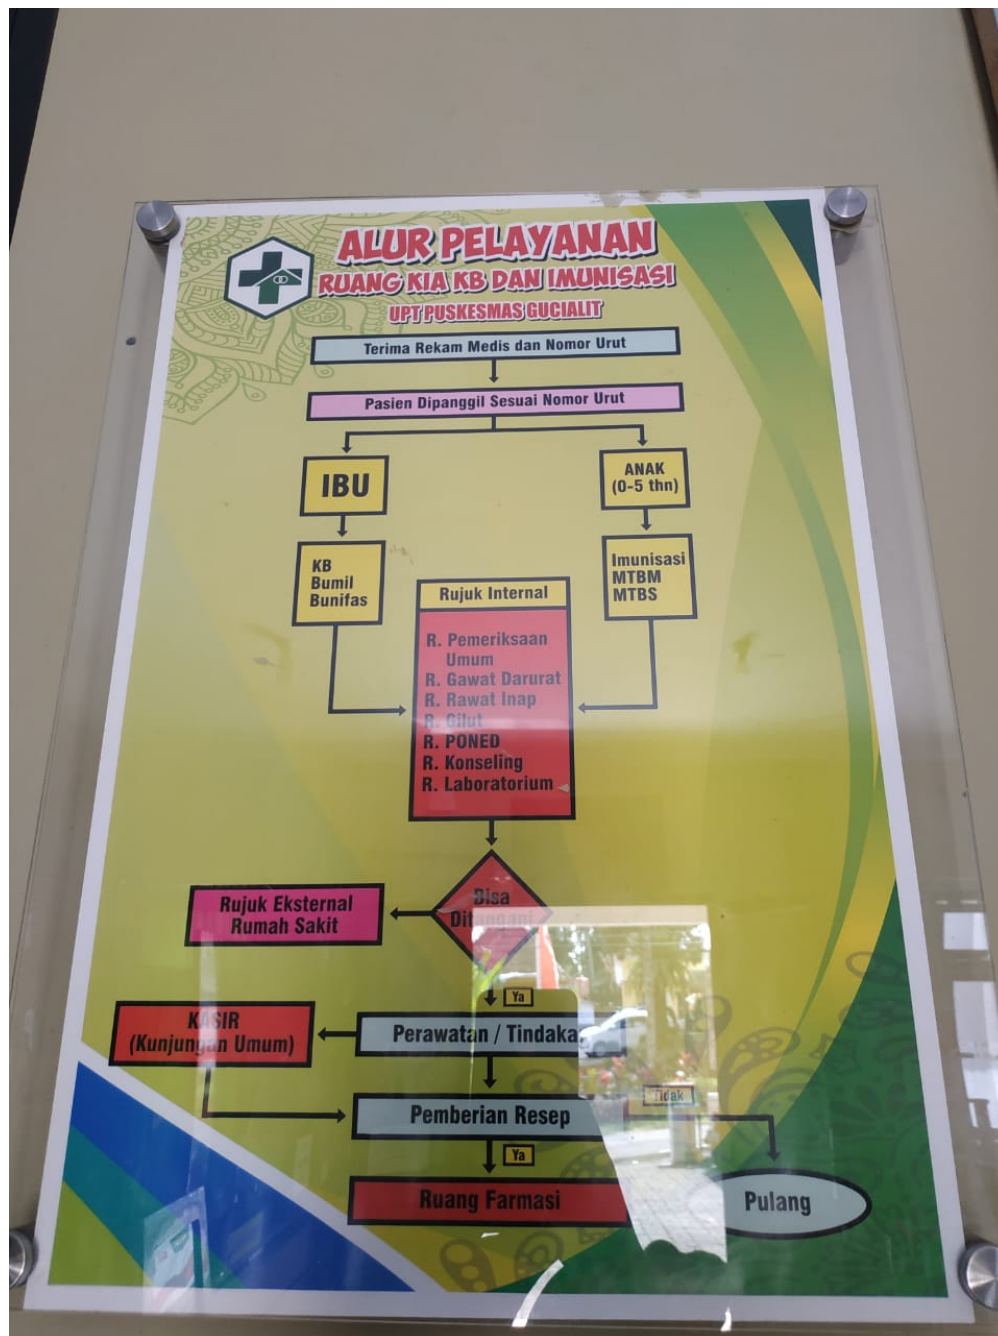 ALUR PELAYANAN
RUANG KIA KB DAN IMUNISASI
UPT PUSKESMAS GUCIALIT
Terima Rekam Medis dan Nomor Urut
Pasien Dipanggil Sesuai Nomor Urut
IBU
ANAK
(0-5 thn)
KB
Bumil
Bunifas
Imunisasi
MTBM
MTBS
Rujuk Internal
R. Pemeriksaan
Umum
R. Gawat Darurat
R. Rawat Inap
R. Gilut
R. PONED
R. Konseling
R. Laboratorium
Bisa
Ditangani
Rujuk Eksternal
Rumah Sakit
Ya
KASIR
(Kunjungan Umum)
Perawatan / Tindaka
Pemberian Resep
Tidak
Ya
Ruang Farmasi
Pulang